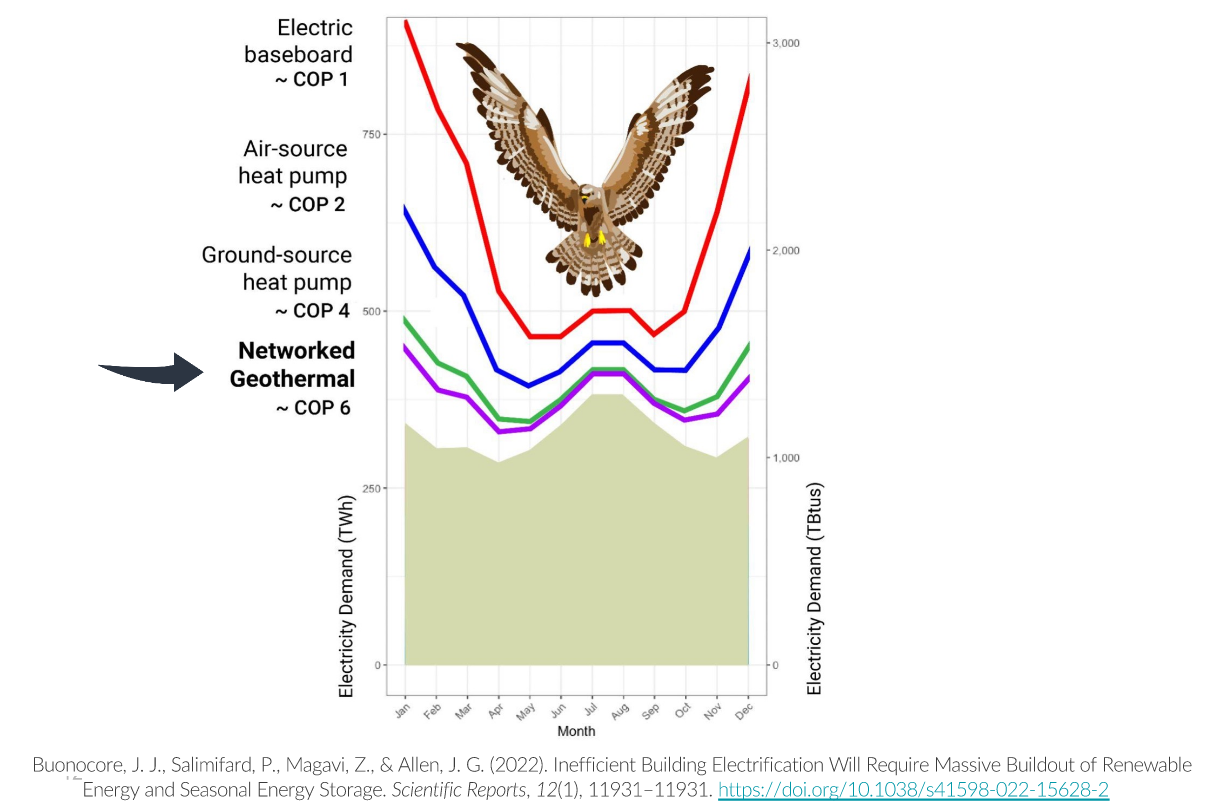 Electric
baseboard
~ COP 1
Air-source
heat pump
~ COP 2
Ground-source
heat pump
~ COP 4
Networked
Geothermal
~ COP 6
Electricity Demand (TWh)
750
500
250
0
3,000
2,000
1,000
0
Electricity Demand (TBtus)
Jan
Feb
Mar
Apr
May
Jun
Jul
Aug
Sep
Oct
Nov
Dec
Month
Buonocore, J. J., Salimifard, P., Magavi, Z., & Allen, J. G. (2022). Inefficient Building Electrification Will Require Massive Buildout of Renewable
Energy and Seasonal Energy Storage. Scientific Reports, 12(1), 11931–11931. https://doi.org/10.1038/s41598-022-15628-2